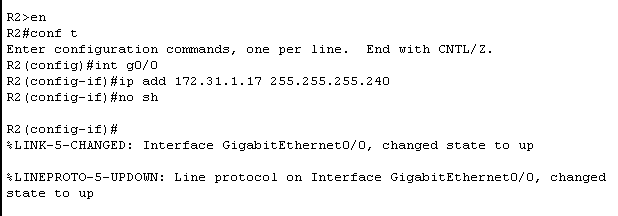 R2>en
R2#conf t
Enter configuration commands, one per line.  End with CNTL/Z.
R2(config)#int g0/0
R2(config-if)#ip add 172.31.1.17 255.255.255.240
R2(config-if)#no sh

R2(config-if)#
%LINK-5-CHANGED: Interface GigabitEthernet0/0, changed state to up

%LINEPROTO-5-UPDOWN: Line protocol on Interface GigabitEthernet0/0, changed
state to up